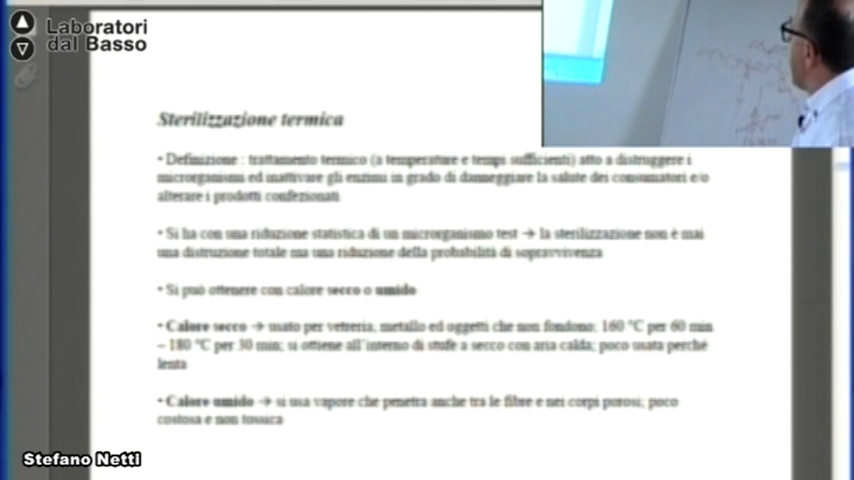 Laboratori
dal Basso
Sterilizzazione termica
• Definizione : trattamento termico (a temperature e tempi sufficienti) atto a distruggere i
microrganismi ed inattivare gli enzimi in grado di danneggiare la salute dei consumatori e/o
alterare i prodotti confezionati
• Si ha con una riduzione statistica di un microrganismo test → la sterilizzazione non è mai
una distruzione totale ma una riduzione della probabilità di sopravvivenza
• Si può ottenere con calore secco o umido
• Calore secco → usato per vetreria, metallo ed oggetti che non fondono; 160 °C per 60 min
– 180 °C per 30 min; si ottiene all'interno di stufe a secco con aria calda; poco usata perché
lenta
• Calore umido → si usa vapore che penetra anche tra le fibre e nei corpi porosi; poco
costosa e non tossica
Stefano Netti